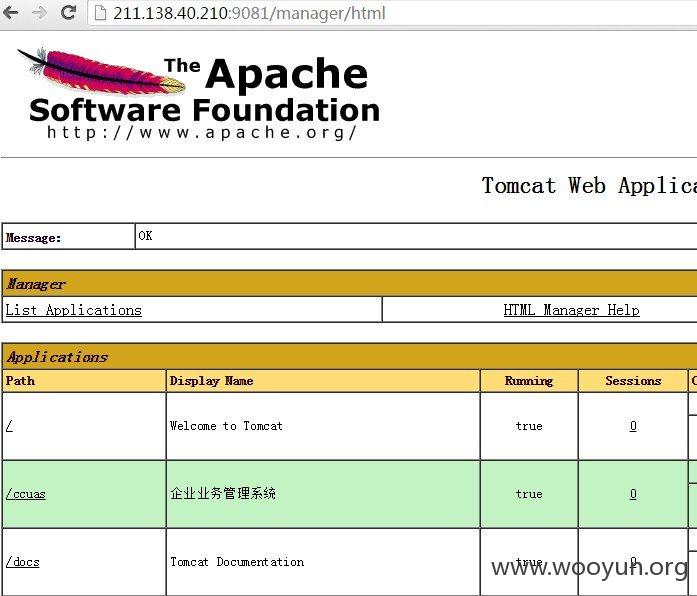 211.138.40.210:9081/manager/html
The Apache
Software Foundation
http://www.apache.org/
Tomcat Web Applica
Message: OK
Manager
List Applications HTML Manager Help
Applications
Path Display Name Running Sessions C
/ Welcome to Tomcat true 0
/ccuas 企业业务管理系统 true 0
/docs Tomcat Documentation true 0
www.wooyun.org